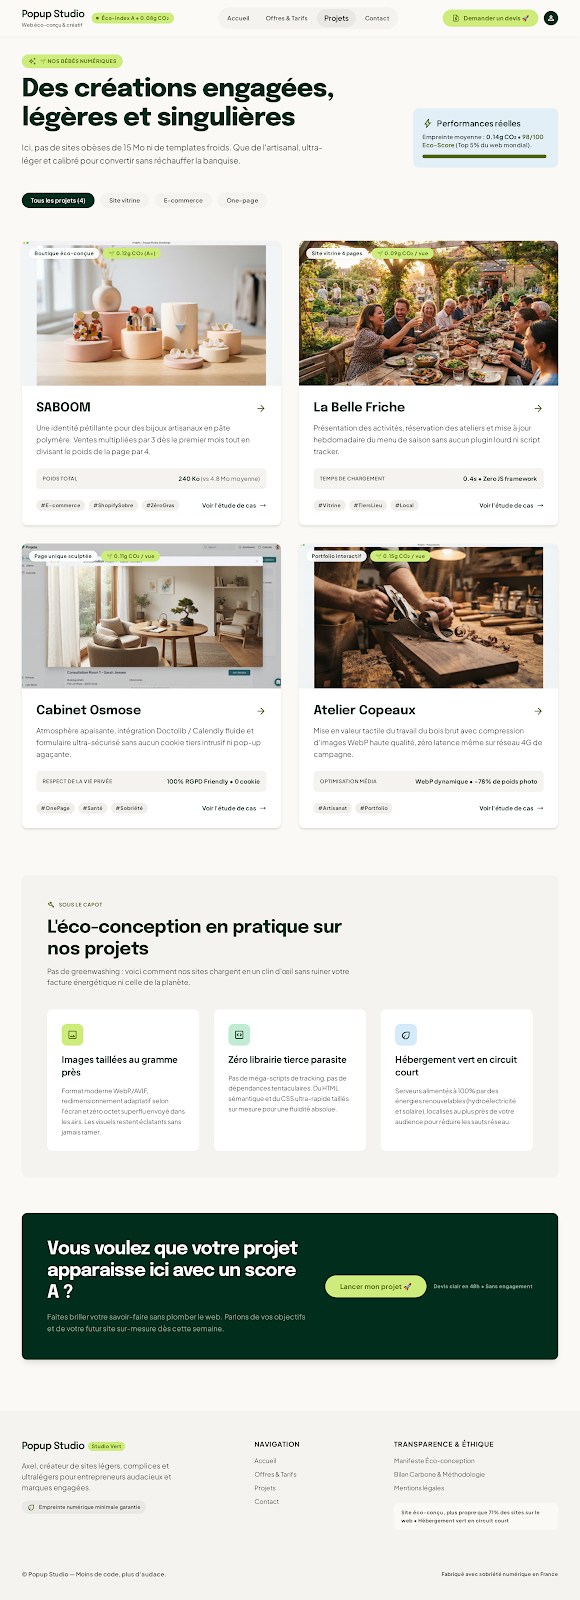 Popup Studio
Web éco-conçu & créatif
Éco-index A • 0.08g CO₂
Accueil
Offres & Tarifs
Projets
Contact
Demander un devis 🚀
🌱 NOS BÉBÉS NUMÉRIQUES
Des créations engagées,
légères et singulières
Ici, pas de sites obèses de 15 Mo ni de templates froids. Que de l'artisanal, ultra-
léger et calibré pour convertir sans réchauffer la banquise.
Performances réelles
Empreinte moyenne : 0.14g CO₂ • 98/100
Eco-Score (Top 5% du web mondial).
Tous les projets (4)
Site vitrine
E-commerce
One-page
Boutique éco-conçue
🌱 0.12g CO₂ (A+)
SABOOM
Une identité pétillante pour des bijoux artisanaux en pâte
polymère. Ventes multipliées par 3 dès le premier mois tout en
divisant le poids de la page par 4.
POIDS TOTAL
240 Ko (vs 4.8 Mo moyenne)
#E-commerce
#ShopifySobre
#ZéroGras
Voir l'étude de cas →
Site vitrine 4 pages
🌱 0.09g CO₂ / vue
La Belle Friche
Présentation des activités, réservation des ateliers et mise à jour
hebdomadaire du menu de saison sans aucun plugin lourd ni script
tracker.
TEMPS DE CHARGEMENT
0.4s • Zero JS framework
#Vitrine
#TiersLieu
#Local
Voir l'étude de cas →
Projets
Page unique sculptée
🌱 0.11g CO₂ / vue
Cabinet Osmose
Atmosphère apaisante, intégration Doctolib / Calendly fluide et
formulaire ultra-sécurisé sans aucun cookie tiers intrusif ni pop-up
agaçante.
RESPECT DE LA VIE PRIVÉE
100% RGPD Friendly • 0 cookie
#OnePage
#Santé
#Sobriété
Voir l'étude de cas →
Portfolio interactif
🌱 0.15g CO₂ / vue
Atelier Copeaux
Mise en valeur tactile du travail du bois brut avec compression
d'images WebP haute qualité, zéro latence même sur réseau 4G de
campagne.
OPTIMISATION MÉDIA
WebP dynamique • -78% de poids photo
#Artisanat
#Portfolio
Voir l'étude de cas →
SOUS LE CAPOT
L'éco-conception en pratique sur
nos projets
Pas de greenwashing : voici comment nos sites chargent en un clin d'œil sans ruiner votre
facture énergétique ni celle de la planète.
Images taillées au gramme
près
Format moderne WebP/AVIF,
redimensionnement adaptatif selon
l'écran et zéro octet superflu envoyé dans
les airs. Les visuels restent éclatants sans
jamais ramer.
Zéro librairie tierce parasite
Pas de méga-scripts de tracking, pas de
dépendances tentaculaires. Du HTML
sémantique et du CSS ultra-rapide taillés
sur mesure pour une fluidité absolue.
Hébergement vert en circuit
court
Serveurs alimentés à 100% par des
énergies renouvelables (hydroélectricité
et solaire), localisés au plus près de votre
audience pour réduire les sauts réseau.
Vous voulez que votre projet
apparaisse ici avec un score
A ?
Faites briller votre savoir-faire sans plomber le web. Parlons de vos objectifs
et de votre futur site sur-mesure dès cette semaine.
Lancer mon projet 🚀
Devis clair en 48h • Sans engagement
Popup Studio
Studio Vert
Axel, créateur de sites légers, complices et
ultralégers pour entrepreneurs audacieux et
marques engagées.
Empreinte numérique minimale garantie
NAVIGATION
Accueil
Offres & Tarifs
Projets
Contact
TRANSPARENCE & ÉTHIQUE
Manifeste Éco-conception
Bilan Carbone & Méthodologie
Mentions légales
Site éco-conçu, plus propre que 71% des sites sur le
web • Hébergement vert en circuit court
© Popup Studio — Moins de code, plus d'audace.
Fabriqué avec sobriété numérique en France